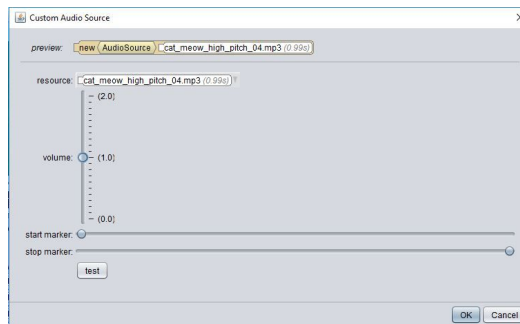 Custom Audio Source
preview: new AudioSource cat_meow_high_pitch_04.mp3 (0.99s)
resource: cat_meow_high_pitch_04.mp3 (0.99s)
(2.0)
volume: (1.0)
(0.0)
start marker:
stop marker:
test
OK Cancel